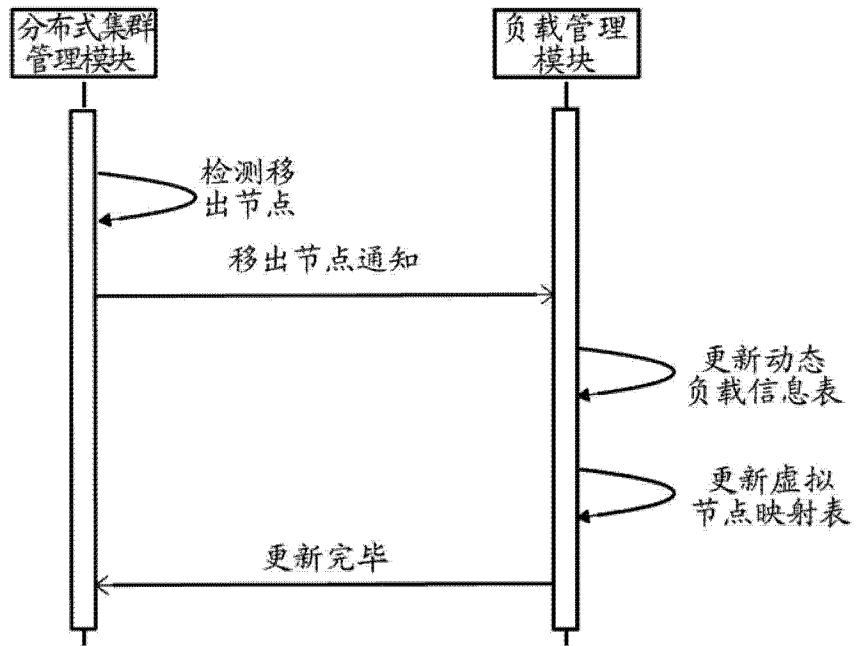 分布式集群
管理模块
负载管理
模块
检测移
出节点
移出节点通知
更新动态
负载信息表
更新虚拟
节点映射表
更新完毕